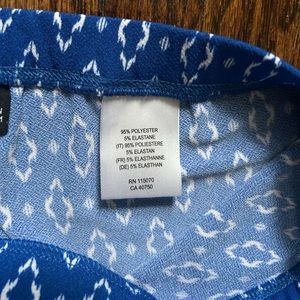 95% POLYESTER
5% ELASTANE
(IT) 95% POLIESTERE
5% ELASTAN
(FR) 5% ELASTHANNE
(DE) 5% ELASTHAN
RN 115070
CA 40750